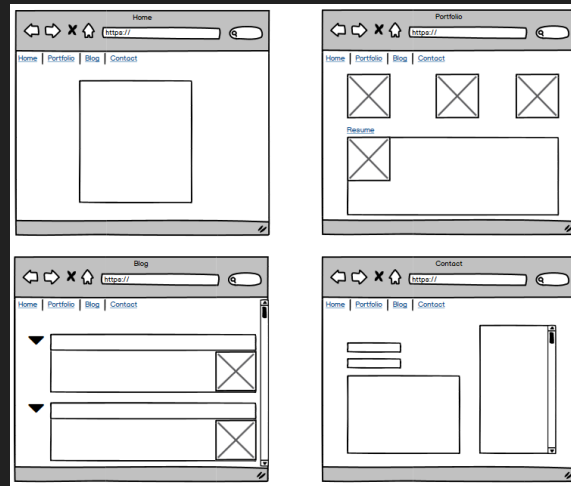 Home
https://
Home | Portfolio | Blog | Contact
Portfolio
https://
Home | Portfolio | Blog | Contact
Resume
Blog
https://
Home | Portfolio | Blog | Contact
Contact
https://
Home | Portfolio | Blog | Contact